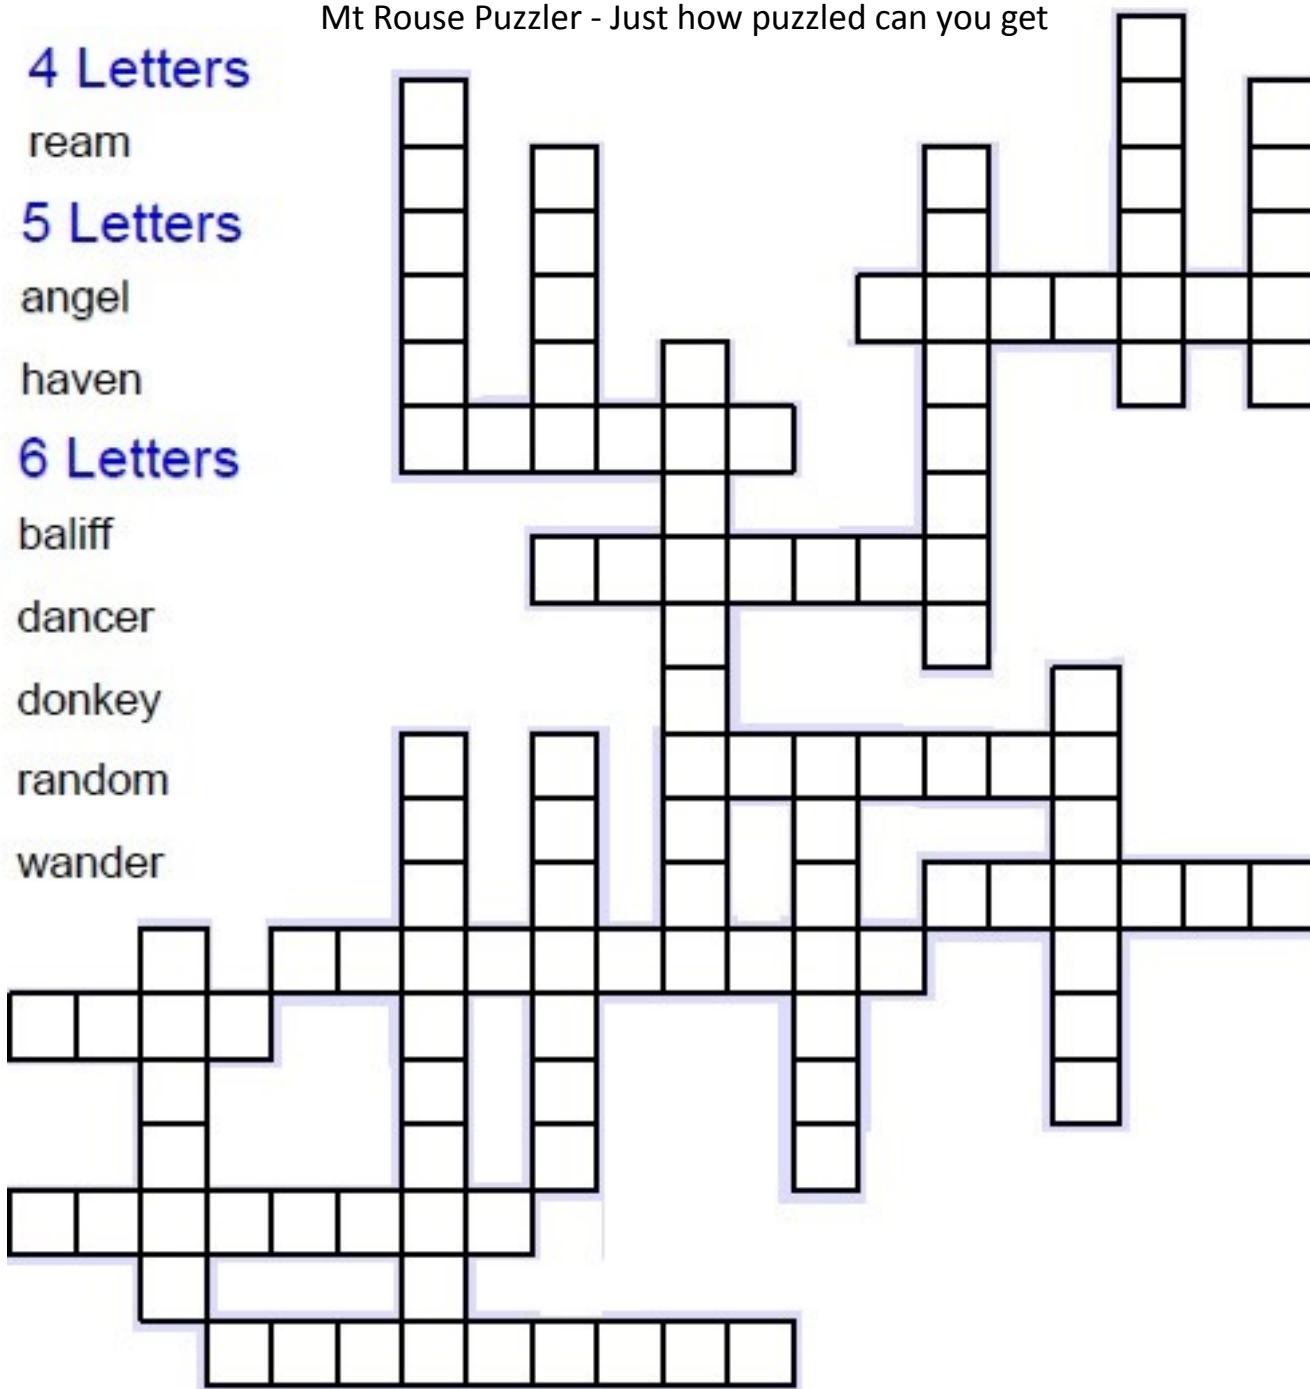 Mt Rouse Puzzler - Just how puzzled can you get
4 Letters
ream
5 Letters
angel
haven
6 Letters
baliff
dancer
donkey
random
wander